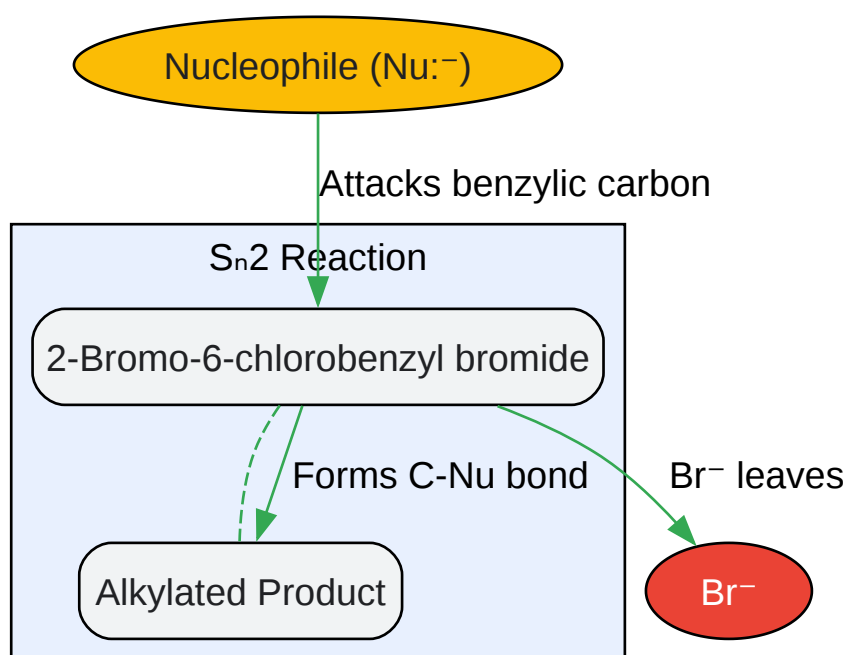 Nucleophile (Nu:⁻)
Attacks benzylic carbon
Sₙ2 Reaction
2-Bromo-6-chlorobenzyl bromide
Forms C-Nu bond
Br⁻ leaves
Alkylated Product
Br⁻